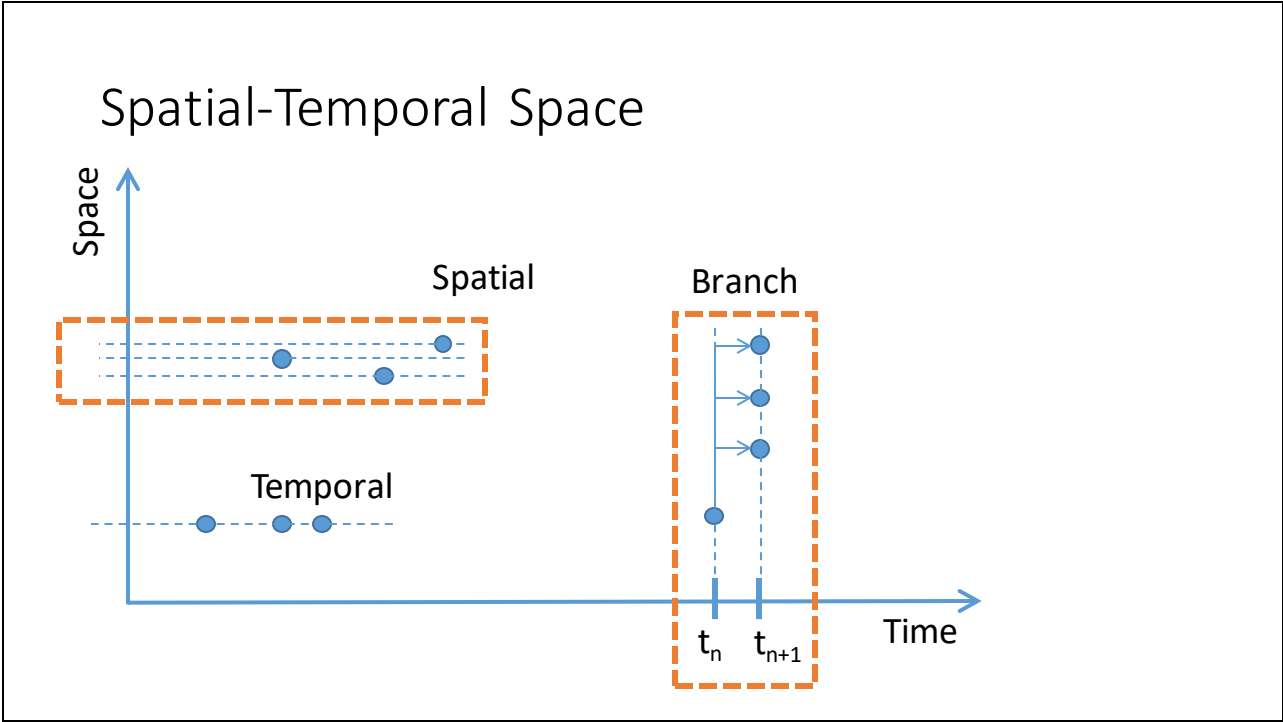 Spatial-Temporal Space
Space
Spatial
Branch
Temporal
Time
tn
tn+1